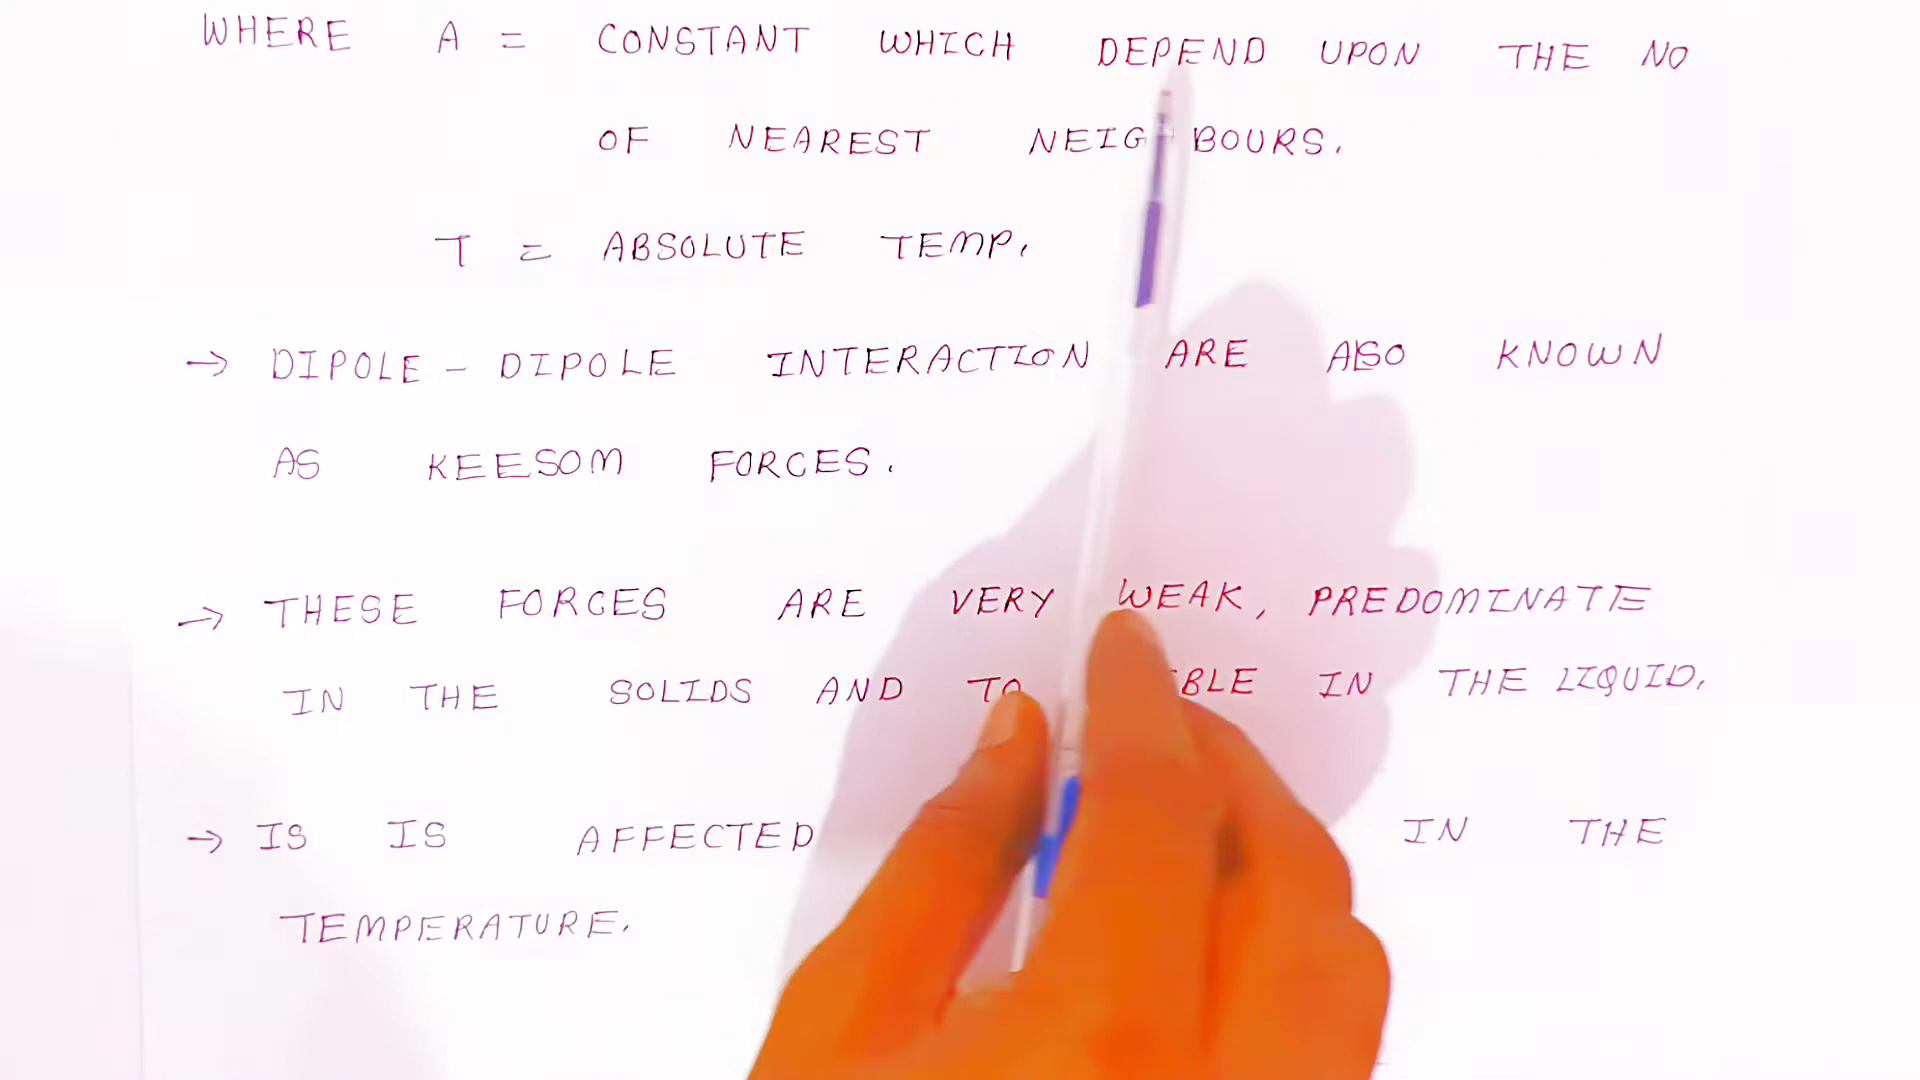 WHERE A = CONSTANT WHICH DEPEND UPON THE NO
OF NEAREST NEIGHBOURS.
T = ABSOLUTE TEMP.
→ DIPOLE - DIPOLE INTERACTION ARE ALSO KNOWN
AS KEESOM FORCES.
→ THESE FORCES ARE VERY WEAK, PREDOMINATE
IN THE SOLIDS AND IN THE LIQUID.
→ IS IS AFFECTED IN THE
TEMPERATURE.